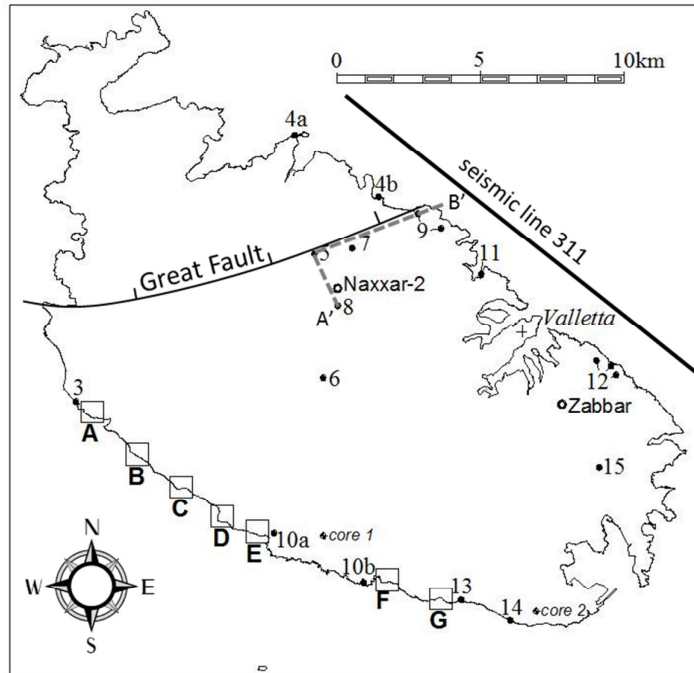 0 5 10km
4a
seismic line 311
4b
B’
9
5
7
11
Great Fault
Naxxar-2
8
A’
Valletta
6
12
Zabbar
3
A
B
15
C
D
E
10a
core 1
N
10b
F
W E
G
13
14
core 2
S